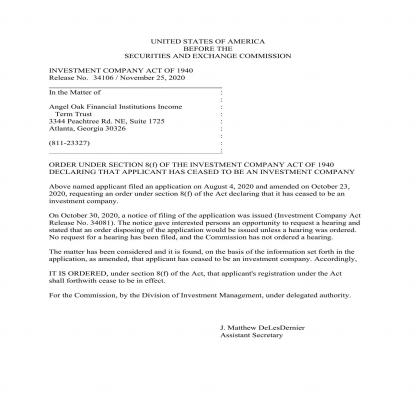 UNITED STATES OF AMERICA
BEFORE THE
SECURITIES AND EXCHANGE COMMISSION
INVESTMENT COMPANY ACT OF 1940
Release No. 34106 / November 25, 2020
In the Matter of :
:
Angel Oak Financial Institutions Income :
Term Trust :
3344 Peachtree Rd. NE, Suite 1725 :
Atlanta, Georgia 30326 :
:
(811-23327) :
:
ORDER UNDER SECTION 8(f) OF THE INVESTMENT COMPANY ACT OF 1940
DECLARING THAT APPLICANT HAS CEASED TO BE AN INVESTMENT COMPANY
Above named applicant filed an application on August 4, 2020 and amended on October 23,
2020, requesting an order under section 8(f) of the Act declaring that it has ceased to be an
investment company.
On October 30, 2020, a notice of filing of the application was issued (Investment Company Act
Release No. 34081). The notice gave interested persons an opportunity to request a hearing and
stated that an order disposing of the application would be issued unless a hearing was ordered.
No request for a hearing has been filed, and the Commission has not ordered a hearing.
The matter has been considered and it is found, on the basis of the information set forth in the
application, as amended, that applicant has ceased to be an investment company. Accordingly,
IT IS ORDERED, under section 8(f) of the Act, that applicant's registration under the Act
shall forthwith cease to be in effect.
For the Commission, by the Division of Investment Management, under delegated authority.
J. Matthew DeLesDernier
Assistant Secretary